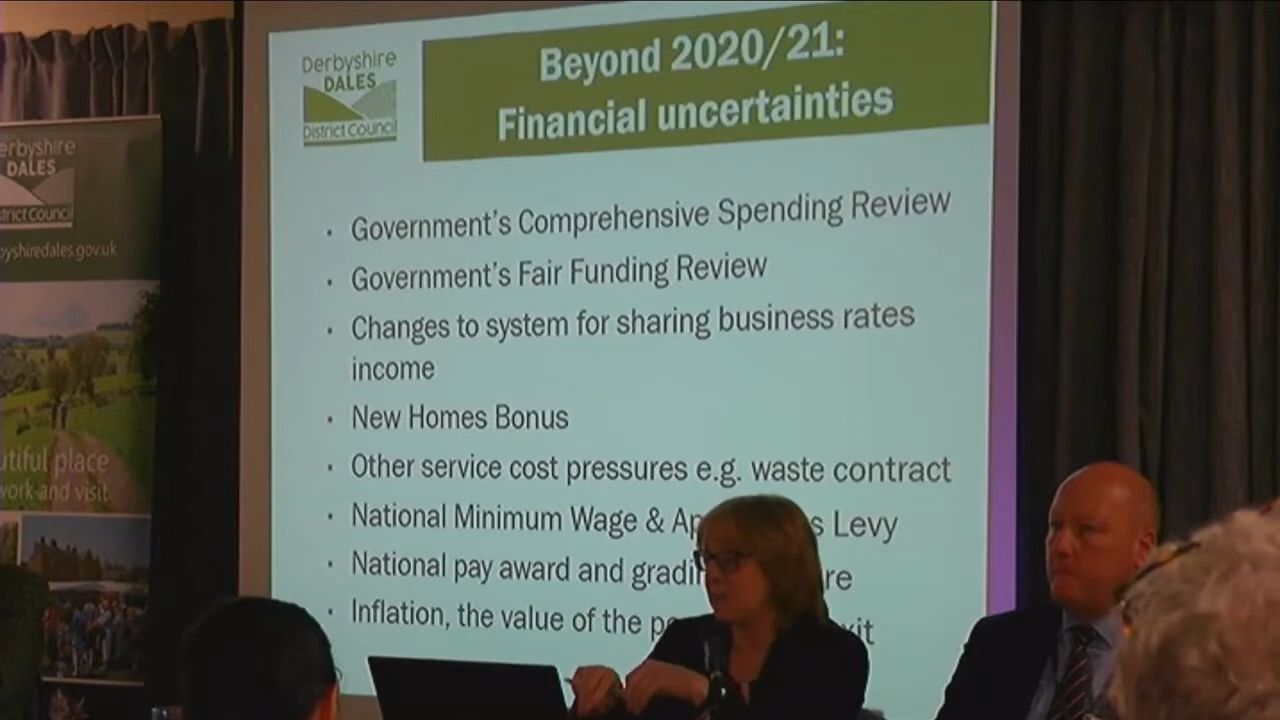 Derbyshire
DALES
District Council
Beyond 2020/21:
Financial uncertainties
· Government's Comprehensive Spending Review
· Government's Fair Funding Review
· Changes to system for sharing business rates
income
· New Homes Bonus
· Other service cost pressures e.g. waste contract
· National Minimum Wage & Ap s Levy
· National pay award and gradin re
· Inflation, the value of the po xit
erbyshire
DALES
strict Council
byshiredales.gov.uk
utiful place
work and visit